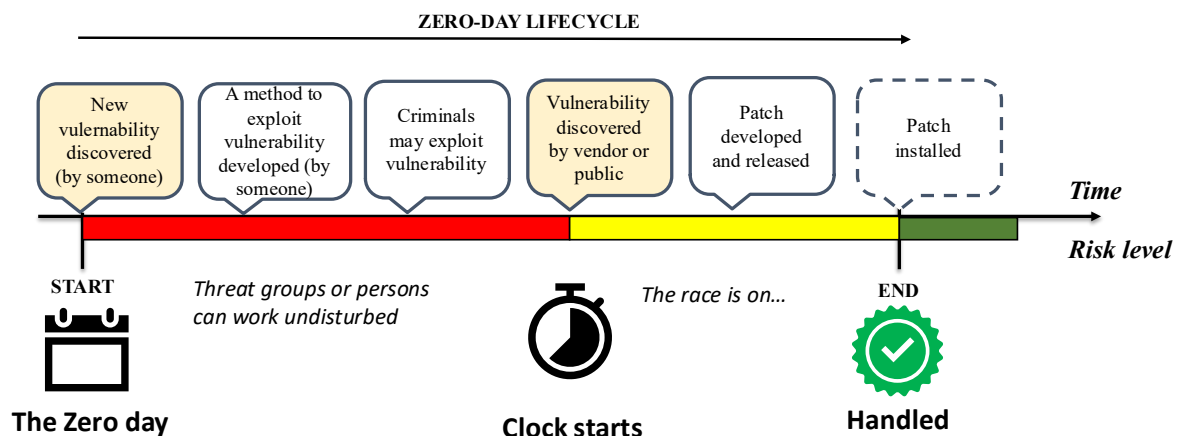 ZERO-DAY LIFECYCLE
New
vulernability
discovered
(by someone)
A method to
exploit
vulnerability
developed (by
someone)
Criminals
may exploit
vulnerability
Vulnerability
discovered
by vendor or
public
Patch
developed
and released
Patch
installed
Time
Risk level
START
Threat groups or persons
can work undisturbed
The race is on...
END
The Zero day
Clock starts
Handled